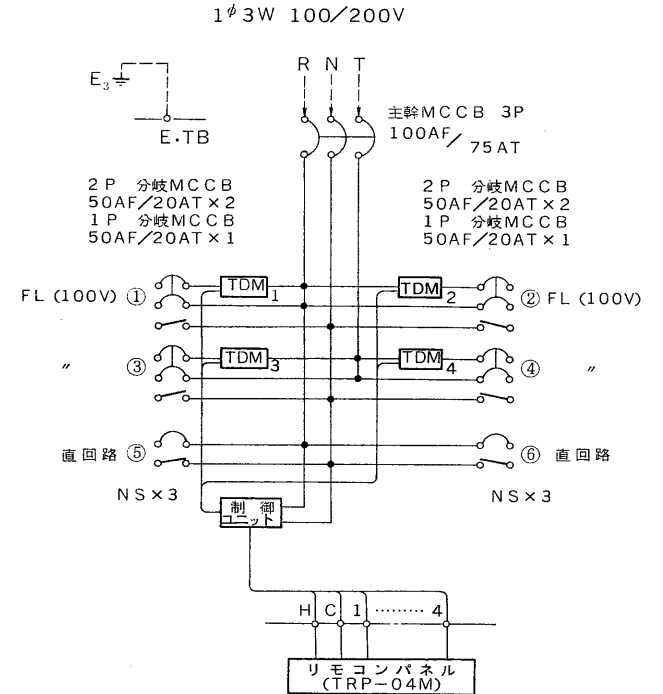 1φ3W 100/200V
E3
E.TB
R N T
主幹MCCB 3P
100AF/75AT
2P 分岐MCCB
50AF/20AT×2
1P 分岐MCCB
50AF/20AT×1
2P 分岐MCCB
50AF/20AT×2
1P 分岐MCCB
50AF/20AT×1
FL (100V) ① TDM 1 TDM 2 ② FL (100V)
〃 ③ TDM 3 TDM 4 ④ 〃
直回路 ⑤ ⑥ 直回路
NS×3 NS×3
制御
ユニット
H C 1 ……… 4
リモコンパネル
(TRP-04M)